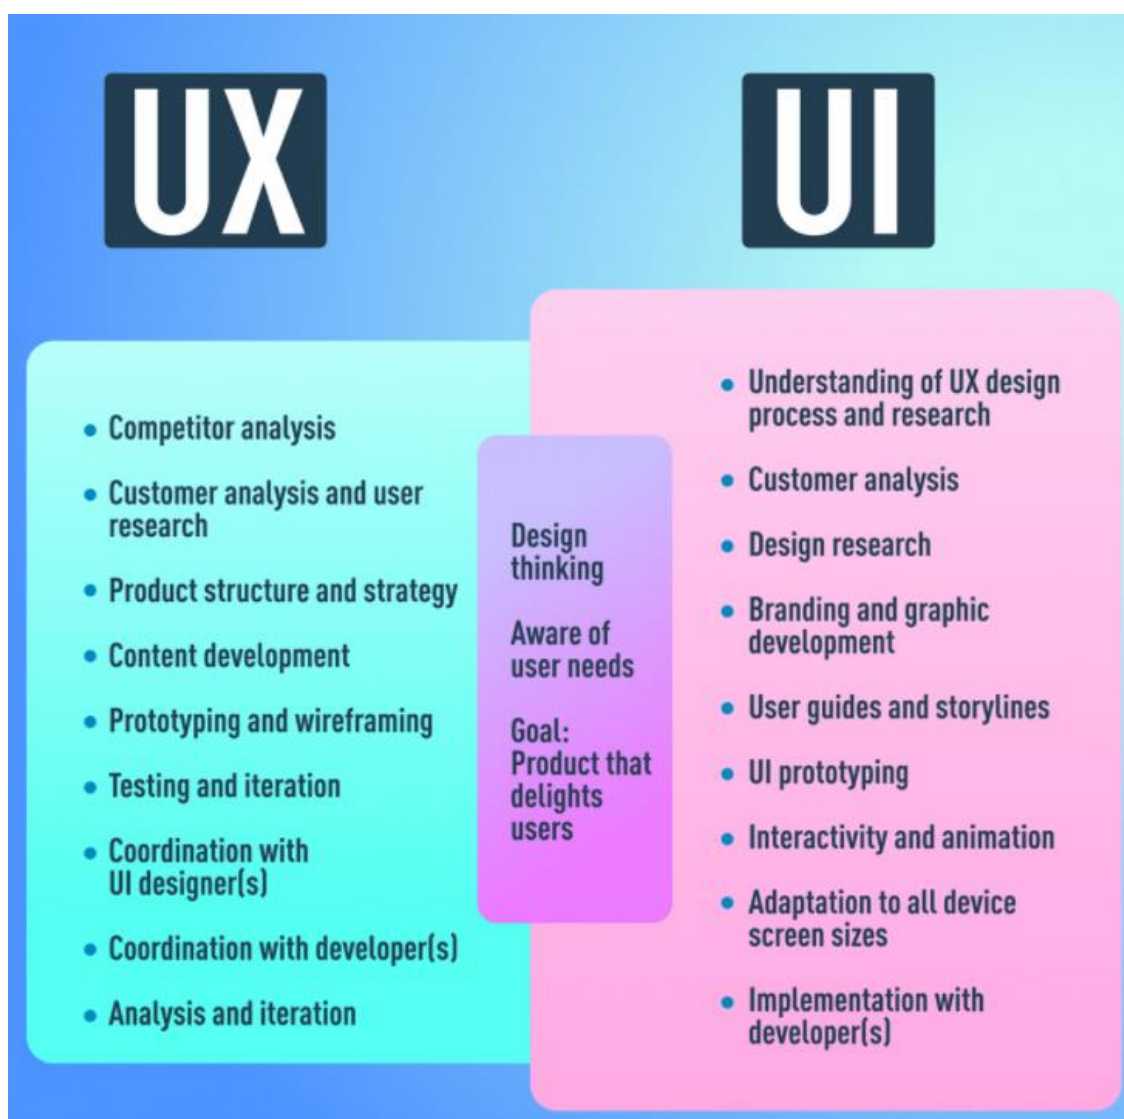 UX
UI
Competitor analysis
Customer analysis and user
research
Product structure and strategy
Content development
Prototyping and wireframing
Testing and iteration
Coordination with
UI designer(s)
Coordination with developer(s)
Analysis and iteration
Design
thinking
Aware of
user needs
Goal:
Product that
delights
users
Understanding of UX design
process and research
Customer analysis
Design research
Branding and graphic
development
User guides and storylines
UI prototyping
Interactivity and animation
Adaptation to all device
screen sizes
Implementation with
developer(s)